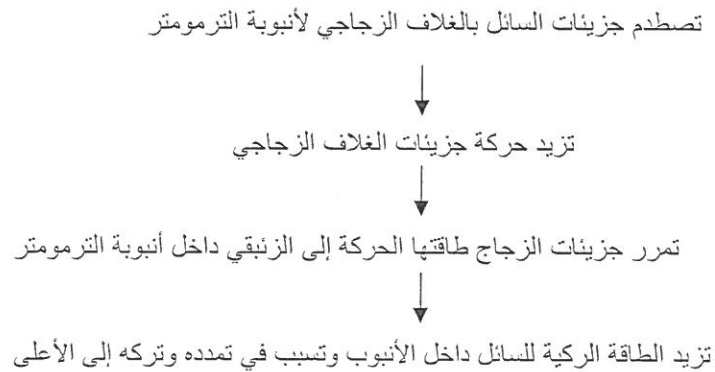 تصطدم جزيئات السائل بالغلاف الزجاجي لأنبوبة الترمومتر
تزيد حركة جزيئات الغلاف الزجاجي
تمرر جزيئات الزجاج طاقتها الحركة إلى الزئبقي داخل أنبوبة الترمومتر
تزيد الطاقة الركية للسائل داخل الأنبوب وتسبب في تمدده وتركه إلى الأعلى